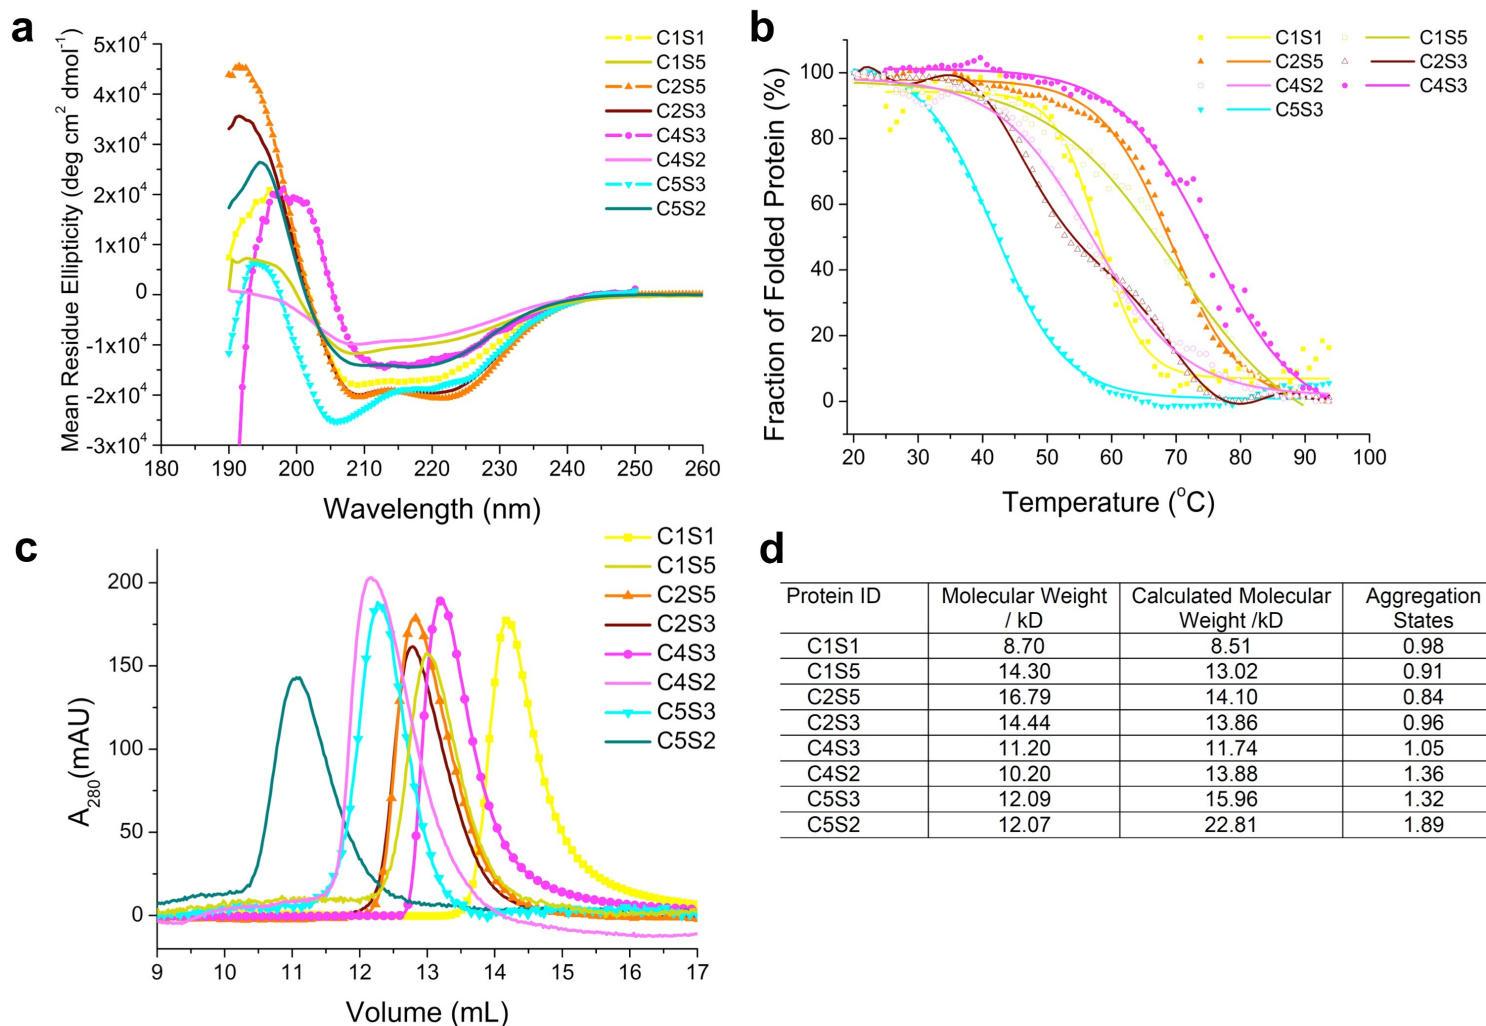 a
5x10⁴
4x10⁴
3x10⁴
2x10⁴
1x10⁴
0
-1x10⁴
-2x10⁴
-3x10⁴
Mean Residue Ellipticity (deg cm² dmol⁻¹)
180 190 200 210 220 230 240 250 260
Wavelength (nm)
C1S1
C1S5
C2S5
C2S3
C4S3
C4S2
C5S3
C5S2
b
100
80
60
40
20
0
Fraction of Folded Protein (%)
20 30 40 50 60 70 80 90 100
Temperature (°C)
C1S1 C1S5
C2S5 C2S3
C4S2 C4S3
C5S3
c
200
150
100
50
0
A₂₈₀(mAU)
9 10 11 12 13 14 15 16 17
Volume (mL)
C1S1
C1S5
C2S5
C2S3
C4S3
C4S2
C5S3
C5S2
d
Protein ID Molecular Weight Calculated Molecular Aggregation
/ kD Weight /kD States
C1S1 8.70 8.51 0.98
C1S5 14.30 13.02 0.91
C2S5 16.79 14.10 0.84
C2S3 14.44 13.86 0.96
C4S3 11.20 11.74 1.05
C4S2 10.20 13.88 1.36
C5S3 12.09 15.96 1.32
C5S2 12.07 22.81 1.89